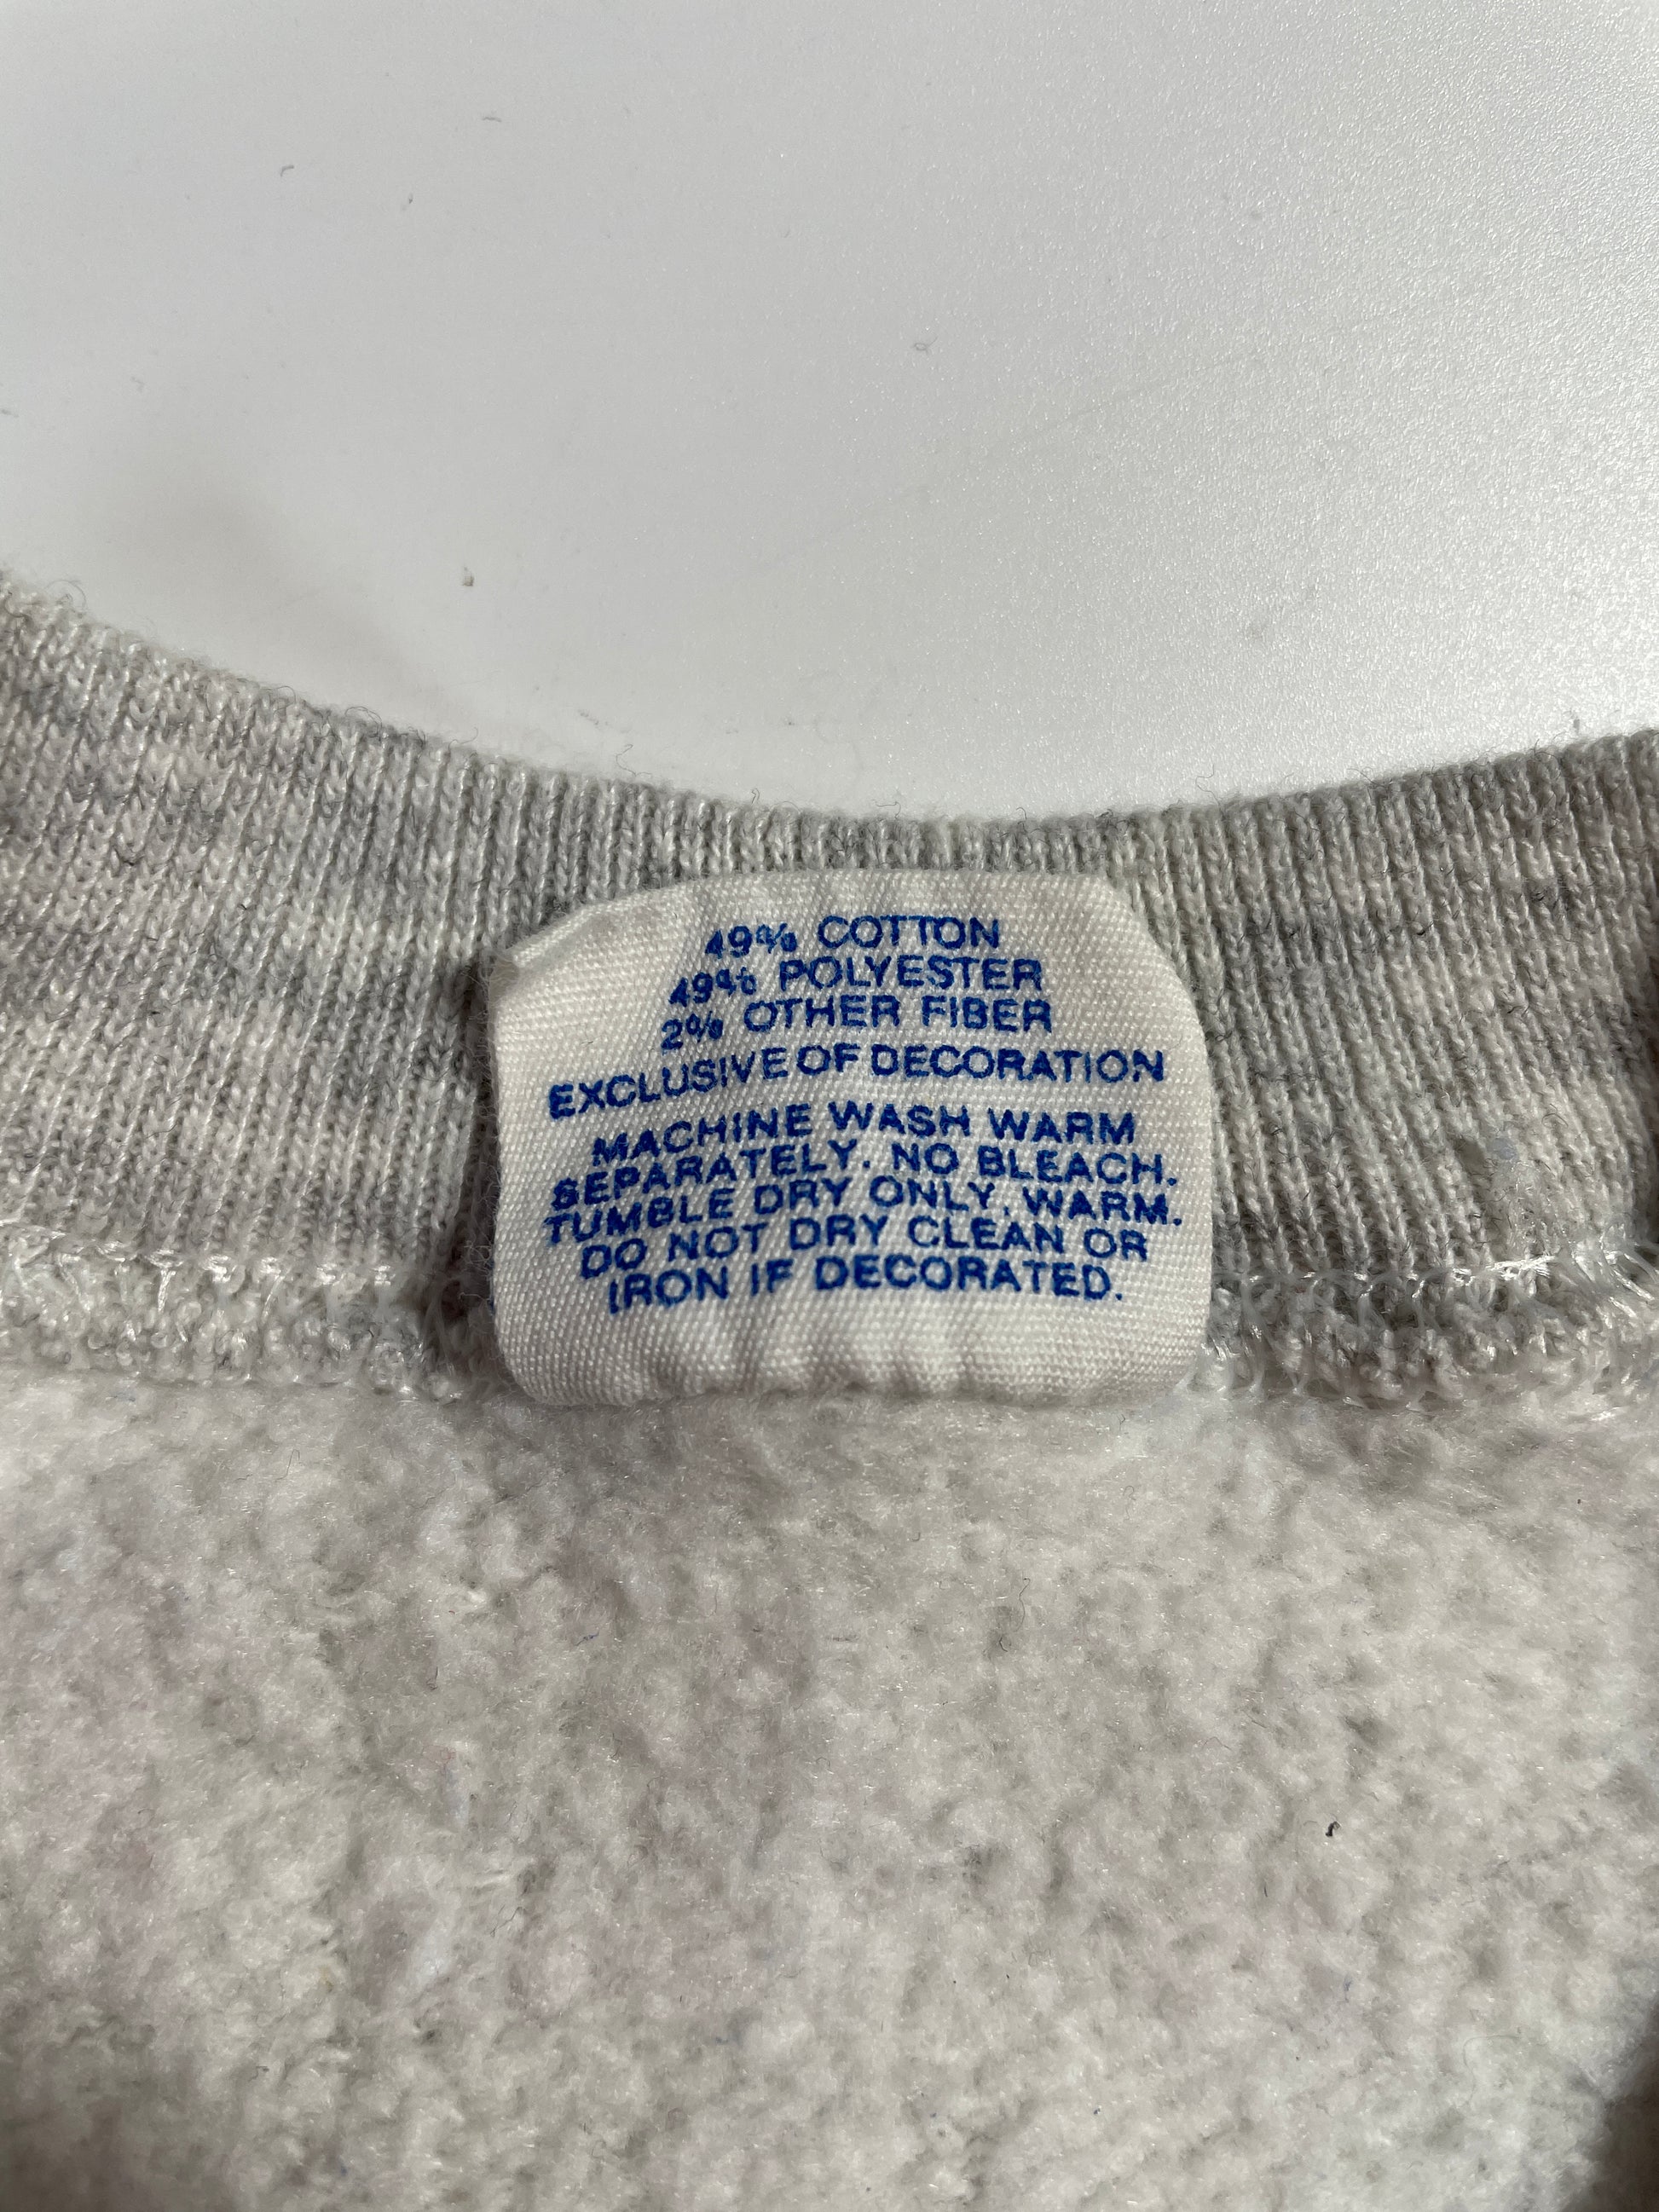 49% COTTON
49% POLYESTER
2% OTHER FIBER
EXCLUSIVE OF DECORATION
MACHINE WASH WARM
SEPARATELY. NO BLEACH.
TUMBLE DRY ONLY, WARM.
DO NOT DRY CLEAN OR
IRON IF DECORATED.